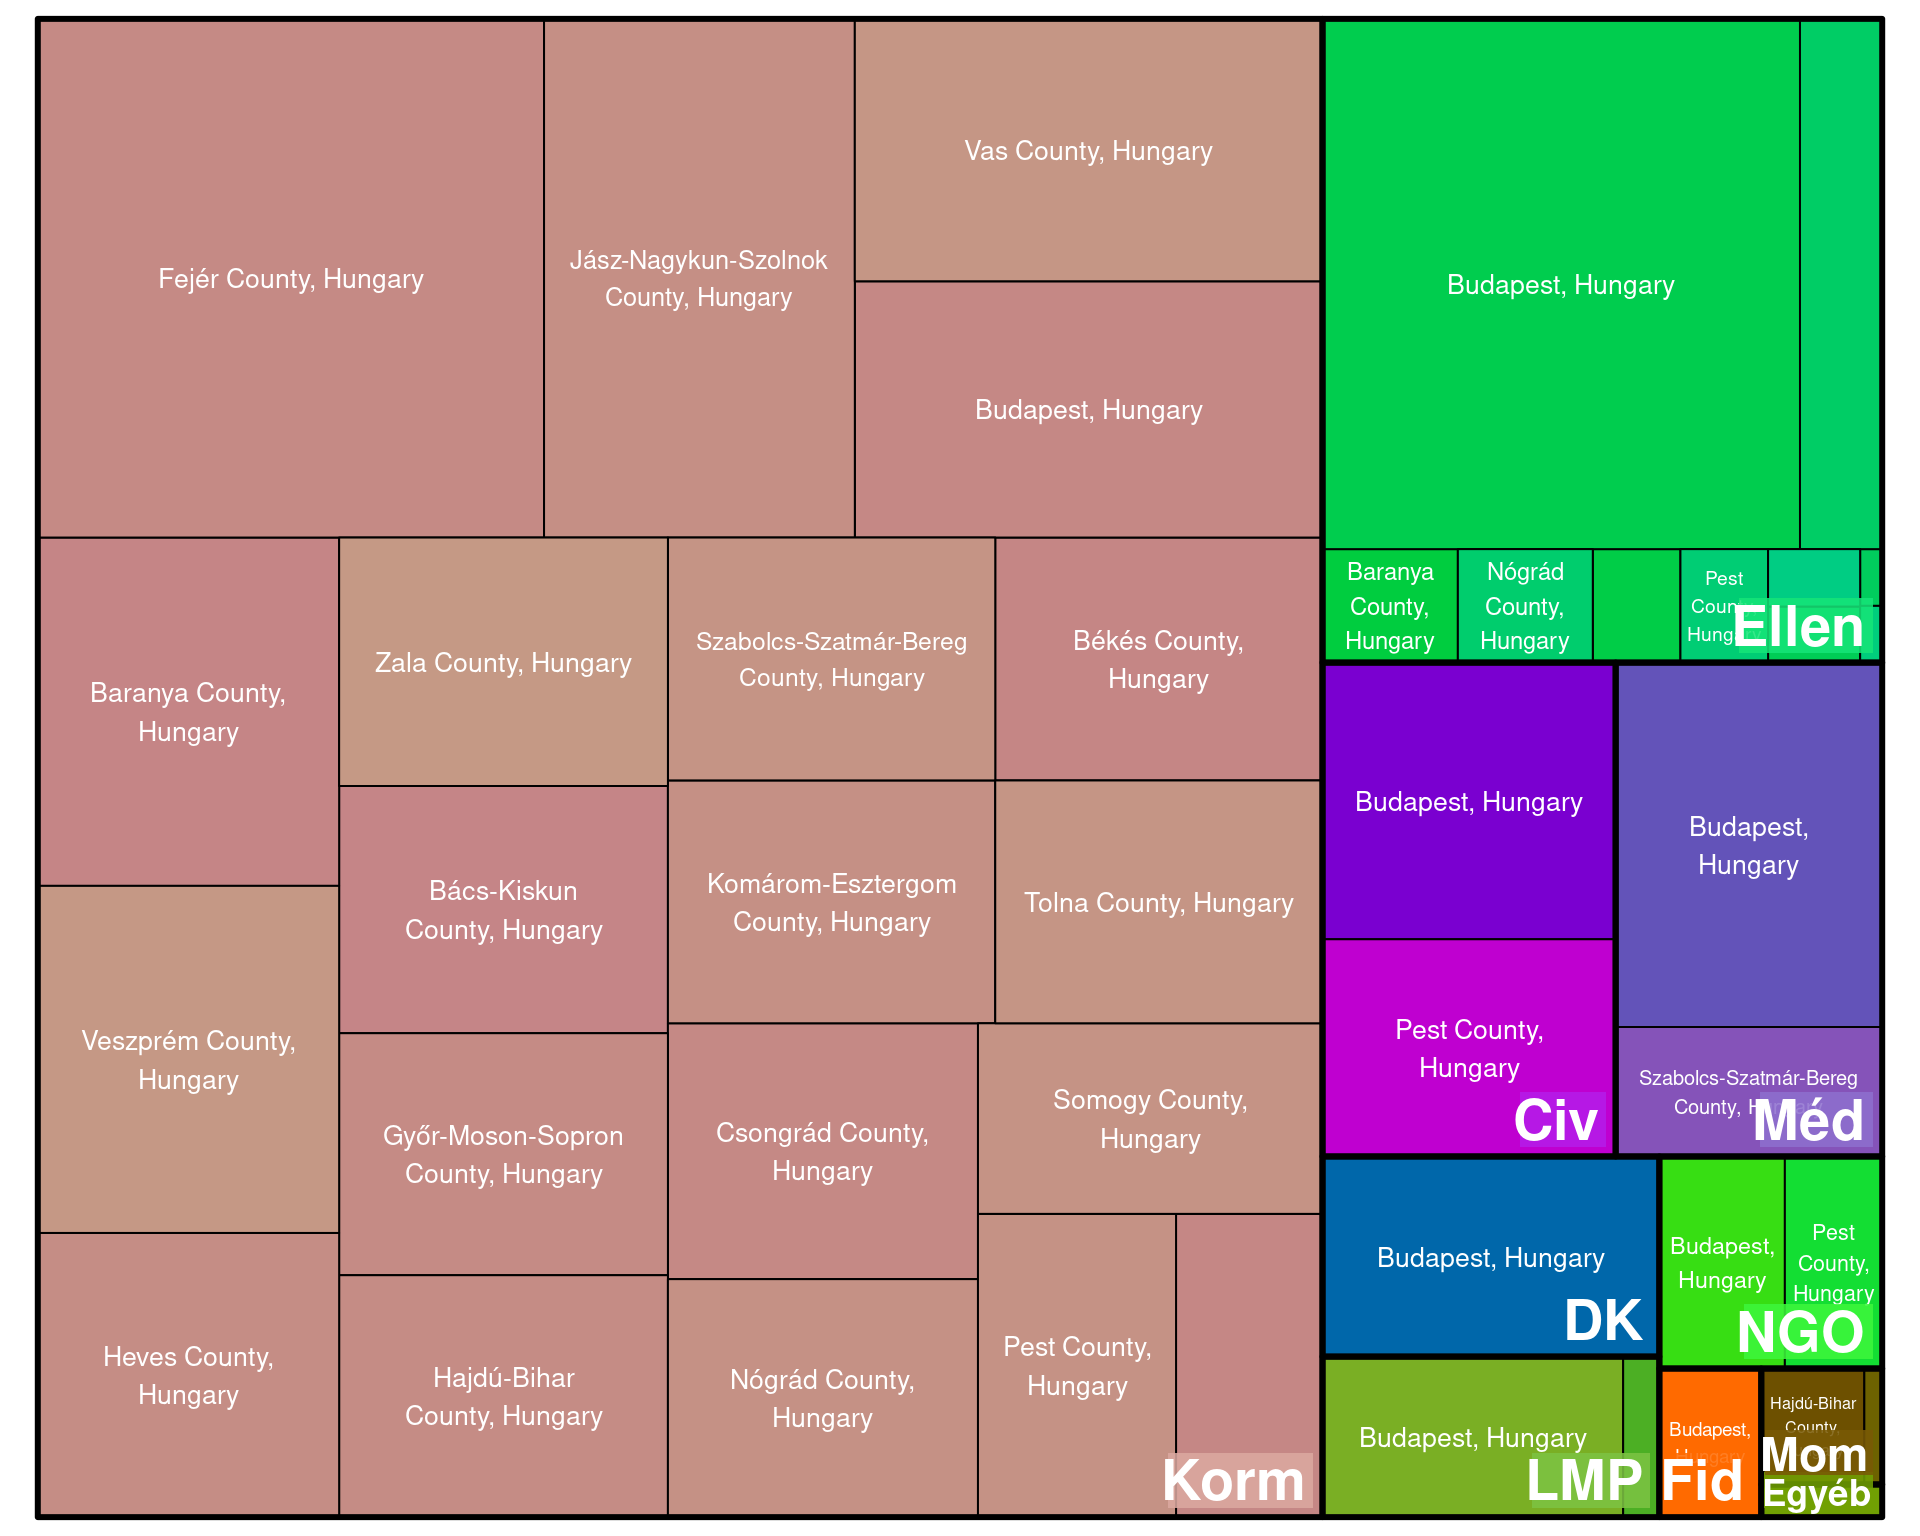 Fejér County, Hungary
Jász-Nagykun-Szolnok
County, Hungary
Vas County, Hungary
Budapest, Hungary
Baranya County,
Hungary
Zala County, Hungary
Szabolcs-Szatmár-Bereg
County, Hungary
Békés County,
Hungary
Veszprém County,
Hungary
Bács-Kiskun
County, Hungary
Komárom-Esztergom
County, Hungary
Tolna County, Hungary
Heves County,
Hungary
Győr-Moson-Sopron
County, Hungary
Csongrád County,
Hungary
Somogy County,
Hungary
Hajdú-Bihar
County, Hungary
Nógrád County,
Hungary
Pest County,
Hungary
Korm
Budapest, Hungary
Baranya
County,
Hungary
Nógrád
County,
Hungary
Pest
County,
Hungary
Ellen
Budapest, Hungary
Pest County,
Hungary
Civ
Budapest,
Hungary
Szabolcs-Szatmár-Bereg
County, Hungary
Méd
Budapest, Hungary
DK
Budapest,
Hungary
Pest
County,
Hungary
NGO
Budapest, Hungary
LMP
Budapest,
Hungary
Fid
Hajdú-Bihar
County,
Mom
Egyéb